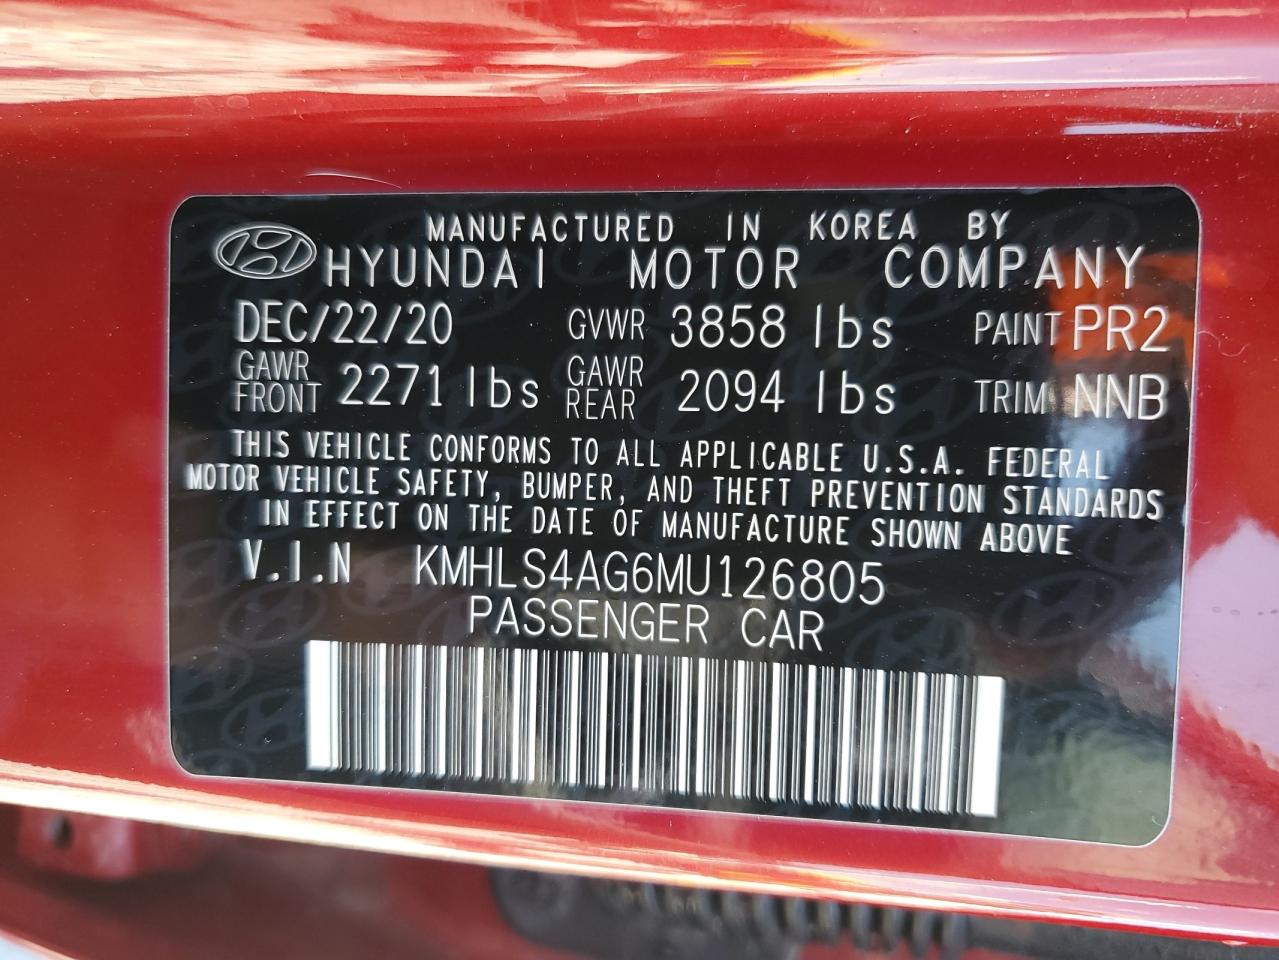 MANUFACTURED IN KOREA BY
HYUNDAI MOTOR COMPANY
DEC/22/20 GVWR 3858 lbs PAINT PR2
GAWR FRONT 2271 lbs GAWR REAR 2094 lbs TRIM NNB
THIS VEHICLE CONFORMS TO ALL APPLICABLE U.S.A. FEDERAL
MOTOR VEHICLE SAFETY, BUMPER, AND THEFT PREVENTION STANDARDS
IN EFFECT ON THE DATE OF MANUFACTURE SHOWN ABOVE
V.I.N KMHLS4AG6MU126805
PASSENGER CAR